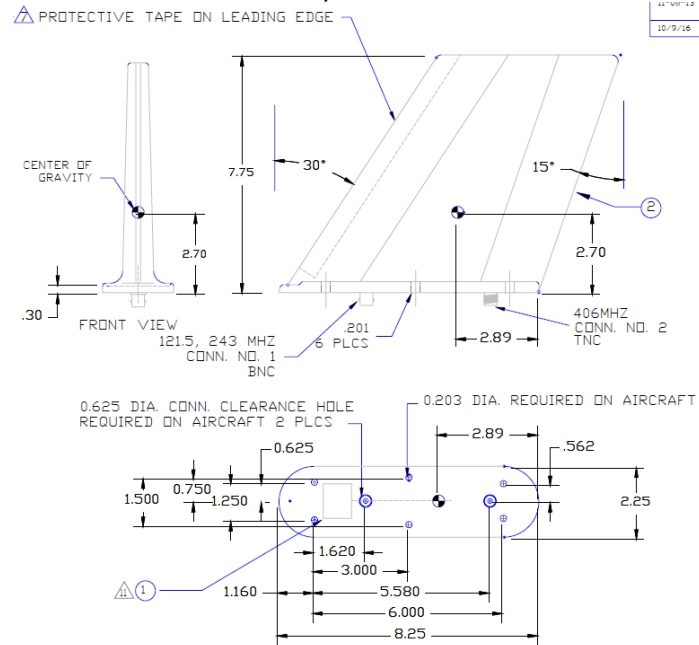 7 PROTECTIVE TAPE ON LEADING EDGE
10/9/16
7.75
30°
15°
CENTER OF
GRAVITY
2
2.70
2.70
.30
FRONT VIEW
121.5, 243 MHZ
CONN. NO. 1
BNC
.201
6 PLCS
2.89
406MHZ
CONN. NO. 2
TNC
0.625 DIA. CONN. CLEARANCE HOLE
REQUIRED ON AIRCRAFT 2 PLCS
0.203 DIA. REQUIRED ON AIRCRAFT
2.89
.562
0.625
1.500
0.750
1.250
2.25
1.620
3.000
11 1
1.160
5.580
6.000
8.25